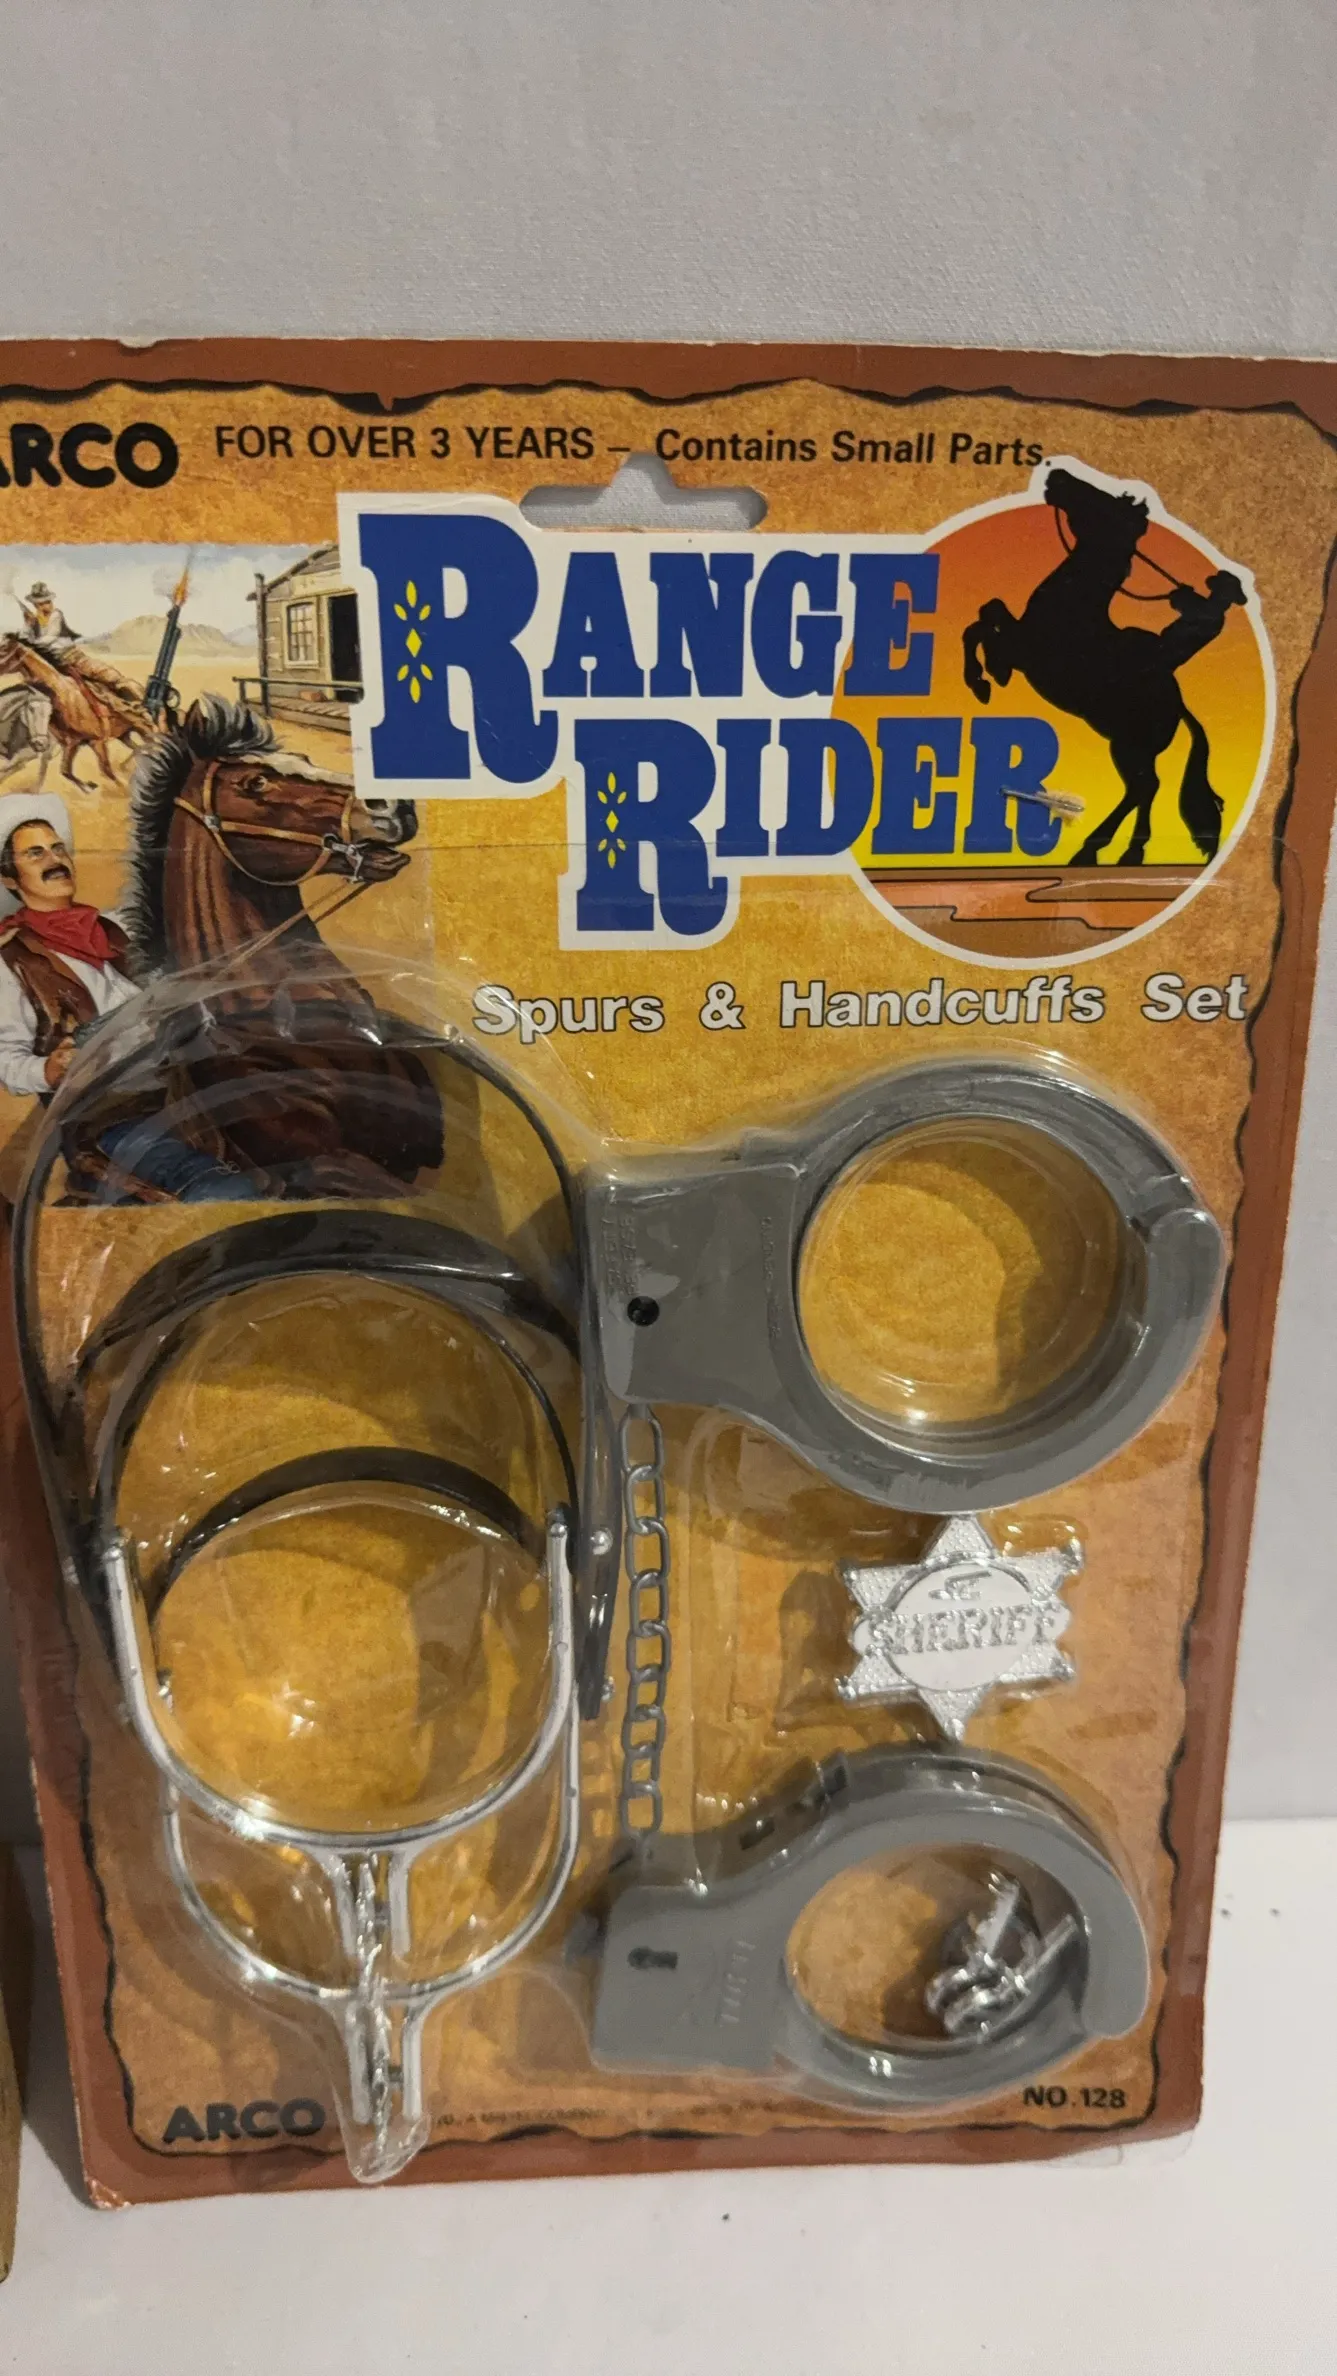 ARCO
FOR OVER 3 YEARS – Contains Small Parts.
RANGE
RIDER
Spurs & Handcuffs Set
SHERIFF
ARCO
NO.128